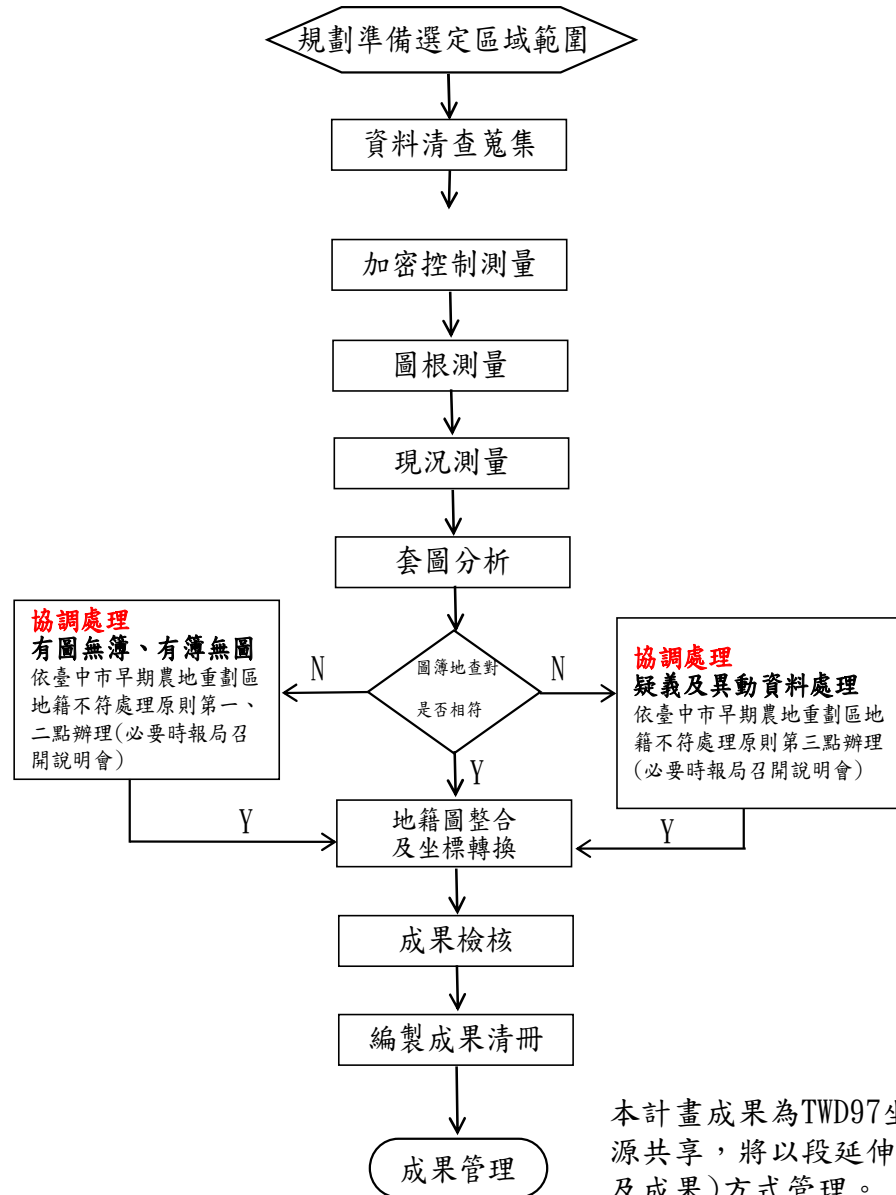 規劃準備選定區域範圍
資料清查蒐集
加密控制測量
圖根測量
現況測量
套圖分析
協調處理
有圖無簿、有簿無圖
依臺中市早期農地重劃區
地籍不符處理原則第一、
二點辦理(必要時報局召
開說明會)
N
圖簿地查對
是否相符
N
協調處理
疑義及異動資料處理
依臺中市早期農地重劃區地
籍不符處理原則第三點辦理
(必要時報局召開說明會)
Y
Y
地籍圖整合
及坐標轉換
Y
成果檢核
編製成果清冊
成果管理
本計畫成果為TWD97坐
源共享，將以段延伸
及成果)方式管理。